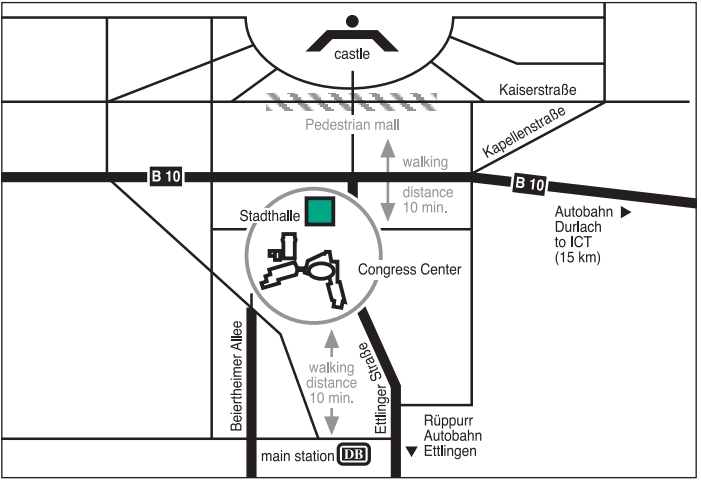 castle
Kaiserstraße
Pedestrian mall
Kapellenstraße
walking
distance
10 min.
B 10
B 10
Stadthalle
Autobahn
Durlach
to ICT
(15 km)
Congress Center
Beiertheimer Allee
walking
distance
10 min.
Ettlinger Straße
Rüppurr
Autobahn
Ettlingen
main station DB